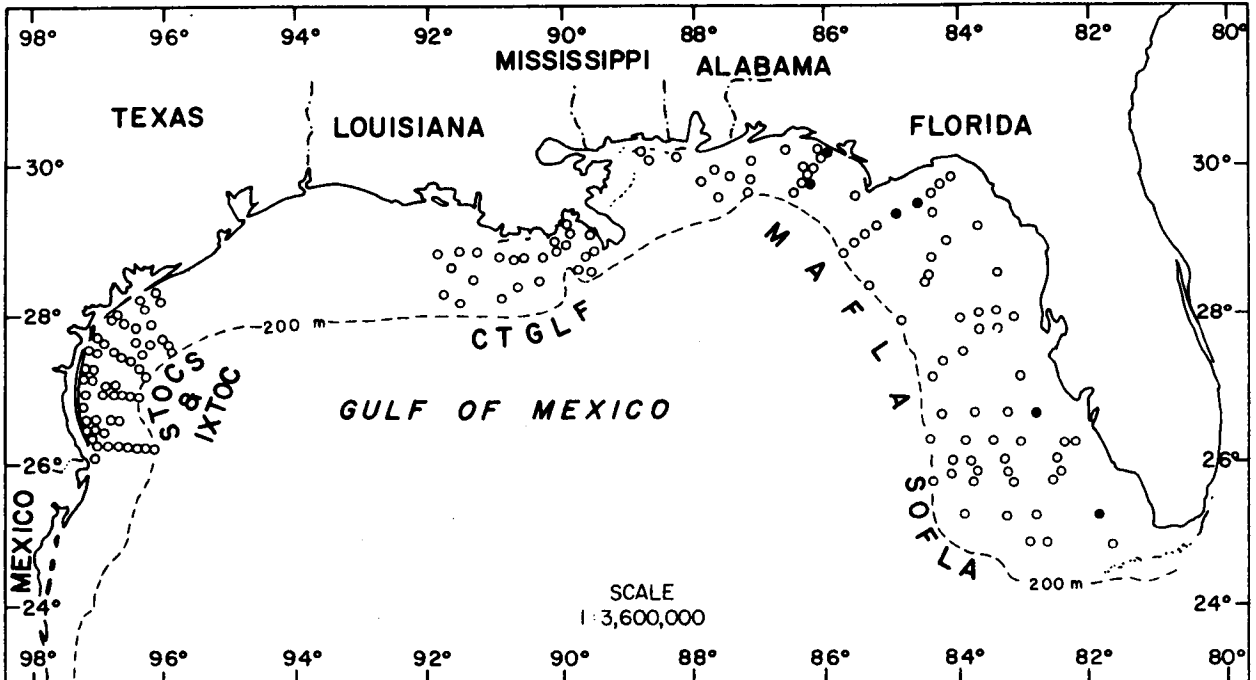 98° 96° 94° 92° 90° 88° 86° 84° 82° 80°
MISSISSIPPI ALABAMA
TEXAS LOUISIANA FLORIDA
30° 30°
28° 28°
200 m
CTGLF
MAFLA
STOCS
&
IXTOC
GULF OF MEXICO
26° 26°
SOFLA
MEXICO
200 m
SCALE
1:3,600,000
24° 24°
98° 96° 94° 92° 90° 88° 86° 84° 82° 80°